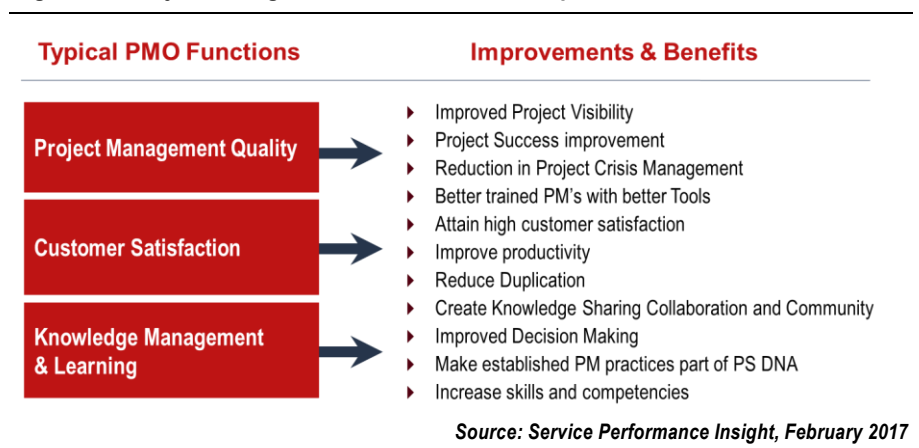 Typical PMO Functions
Improvements & Benefits
Project Management Quality
Customer Satisfaction
Knowledge Management
& Learning
Improved Project Visibility
Project Success improvement
Reduction in Project Crisis Management
Better trained PM's with better Tools
Attain high customer satisfaction
Improve productivity
Reduce Duplication
Create Knowledge Sharing Collaboration and Community
Improved Decision Making
Make established PM practices part of PS DNA
Increase skills and competencies
Source: Service Performance Insight, February 2017